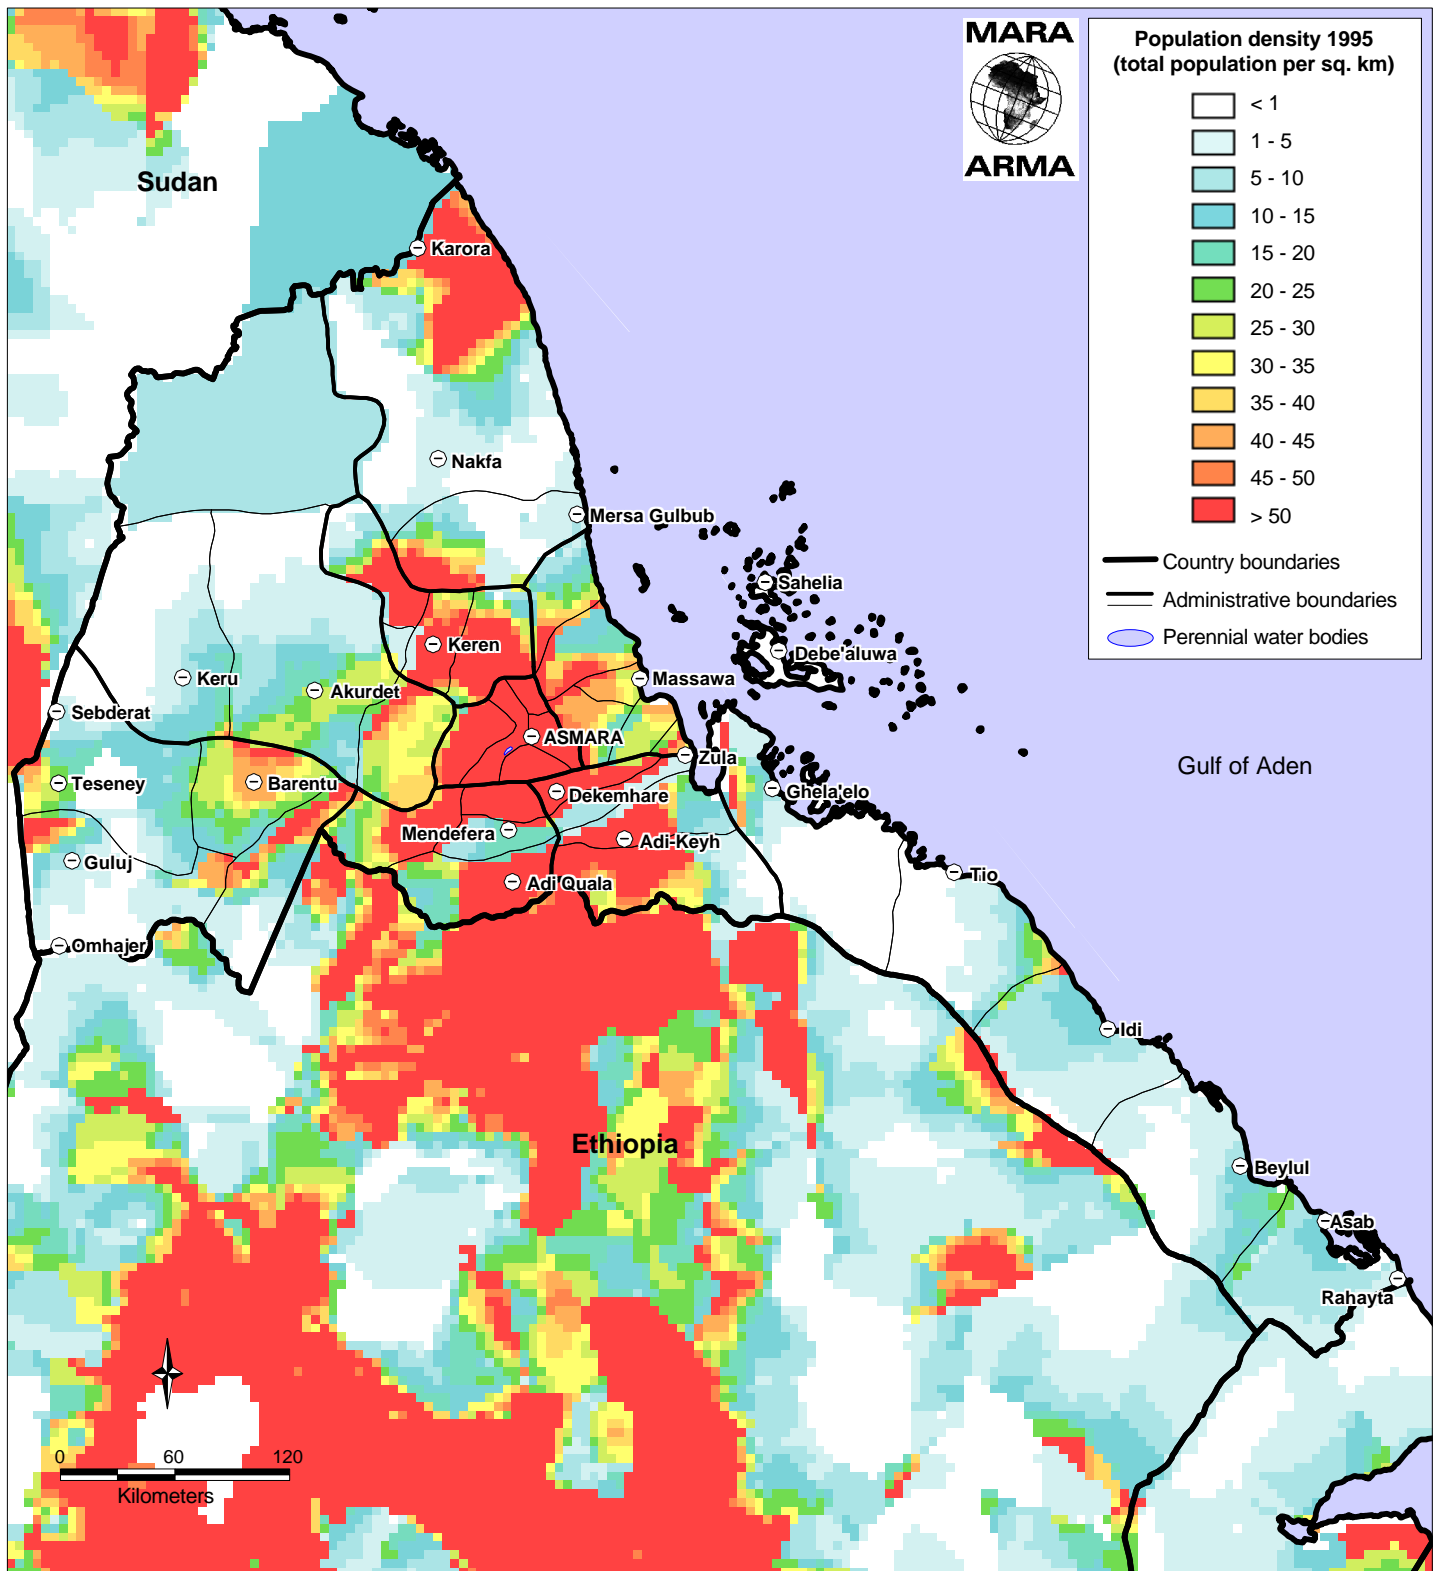 MARA
ARMA
Population density 1995
(total population per sq. km)
< 1
1 - 5
5 - 10
10 - 15
15 - 20
20 - 25
25 - 30
30 - 35
35 - 40
40 - 45
45 - 50
> 50
Country boundaries
Administrative boundaries
Perennial water bodies
Sudan
Karora
Nakfa
Mersa Gulbub
Sahelia
Keren
Debe'aluwa
Keru
Akurdet
Massawa
Sebderat
ASMARA
Zula
Gulf of Aden
Teseney
Barentu
Dekemhare
Ghela'elo
Mendefera
Adi-Keyh
Guluj
Adi Quala
Tio
Omhajer
Idi
Ethiopia
Beylul
Asab
Rahayta
0 60 120
Kilometers